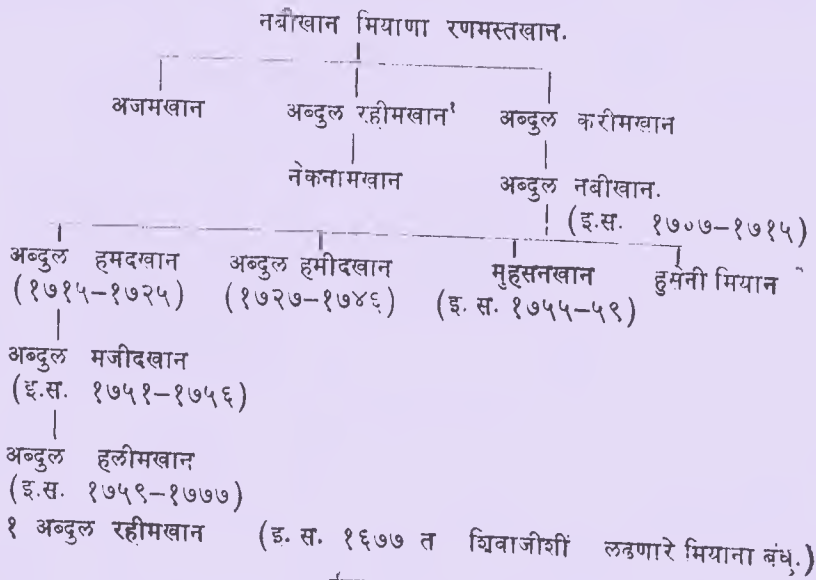 नबीखान मियाणा रणमस्तखान.
अजमखान अब्दुल रहीमखान¹ अब्दुल करीमखान
नेकनामखान अब्दुल नबीखान.
(इ.स. १७०७-१७१५)
अब्दुल हमदखान अब्दुल हमीदखान मुहसनखान हुसेनी मियान
(१७१५-१७२५) (१७२७-१७४६) (इ. स. १७५५-५९)
अब्दुल मजीदखान
(इ.स. १७५१-१७५६)
अब्दुल हलीमखान
(इ.स. १७५९-१७७७)
१ अब्दुल रहीमखान (इ. स. १६७७ त शिवाजीशीं लढणारे मियाना बंधु.)